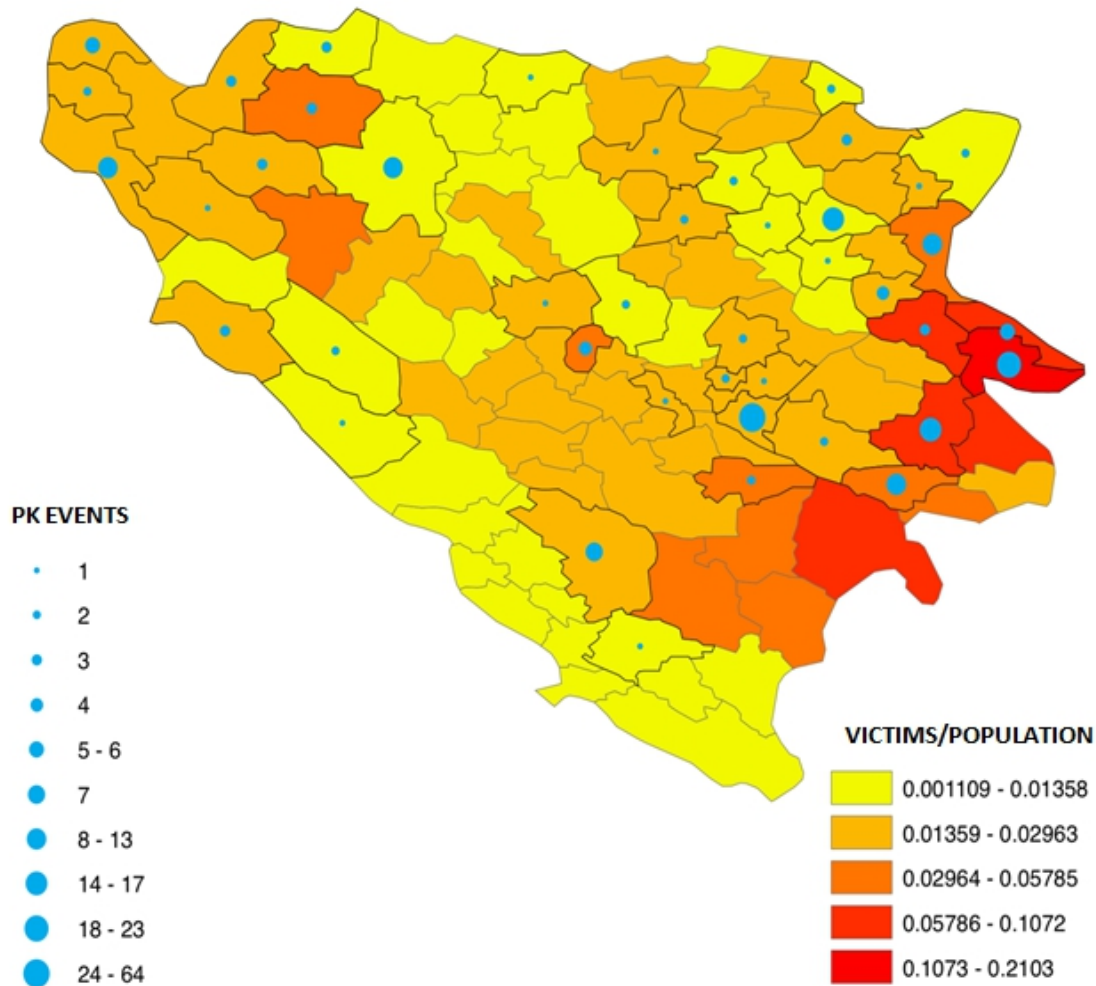 PK EVENTS
1
2
3
4
5 - 6
7
8 - 13
14 - 17
18 - 23
24 - 64
VICTIMS/POPULATION
0.001109 - 0.01358
0.01359 - 0.02963
0.02964 - 0.05785
0.05786 - 0.1072
0.1073 - 0.2103